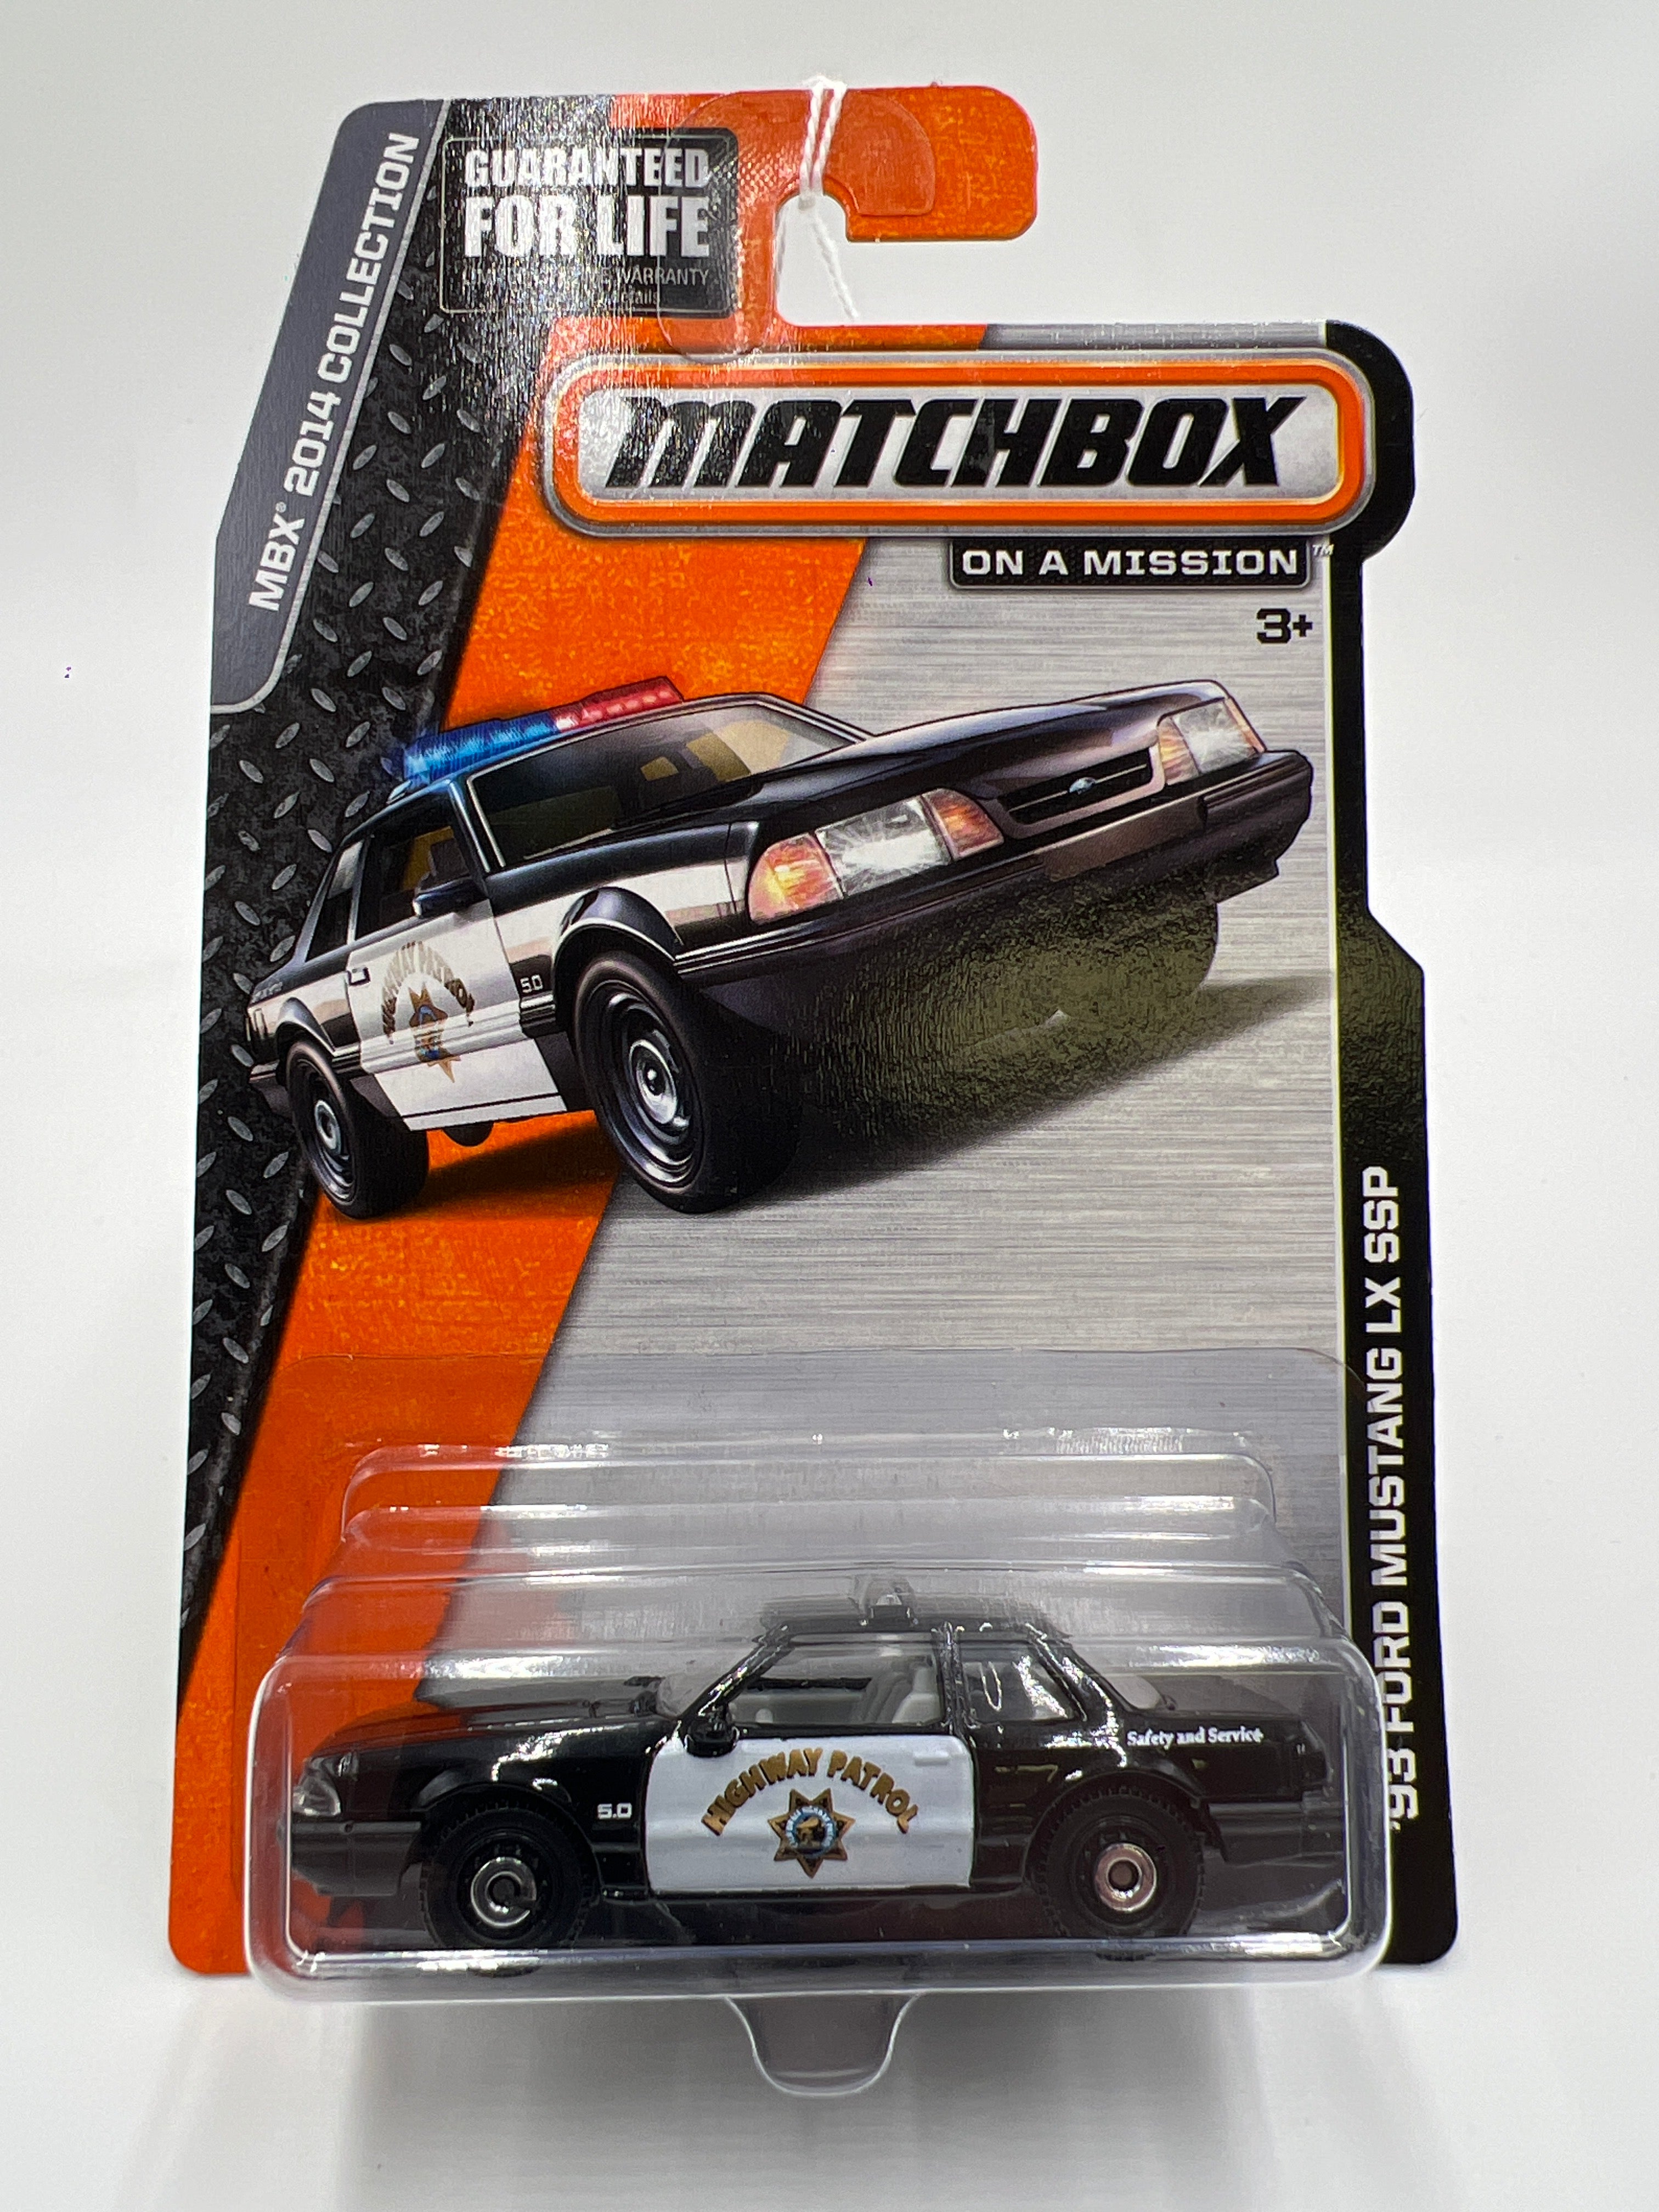 MBX® 2014 COLLECTION
GUARANTEED
FOR LIFE
WARRANTY
MATCHBOX
ON A MISSION™
3+
HIGHWAY PATROL
5.0
'93 FORD MUSTANG LX SSP
Safety and Service
HIGHWAY PATROL
5.0